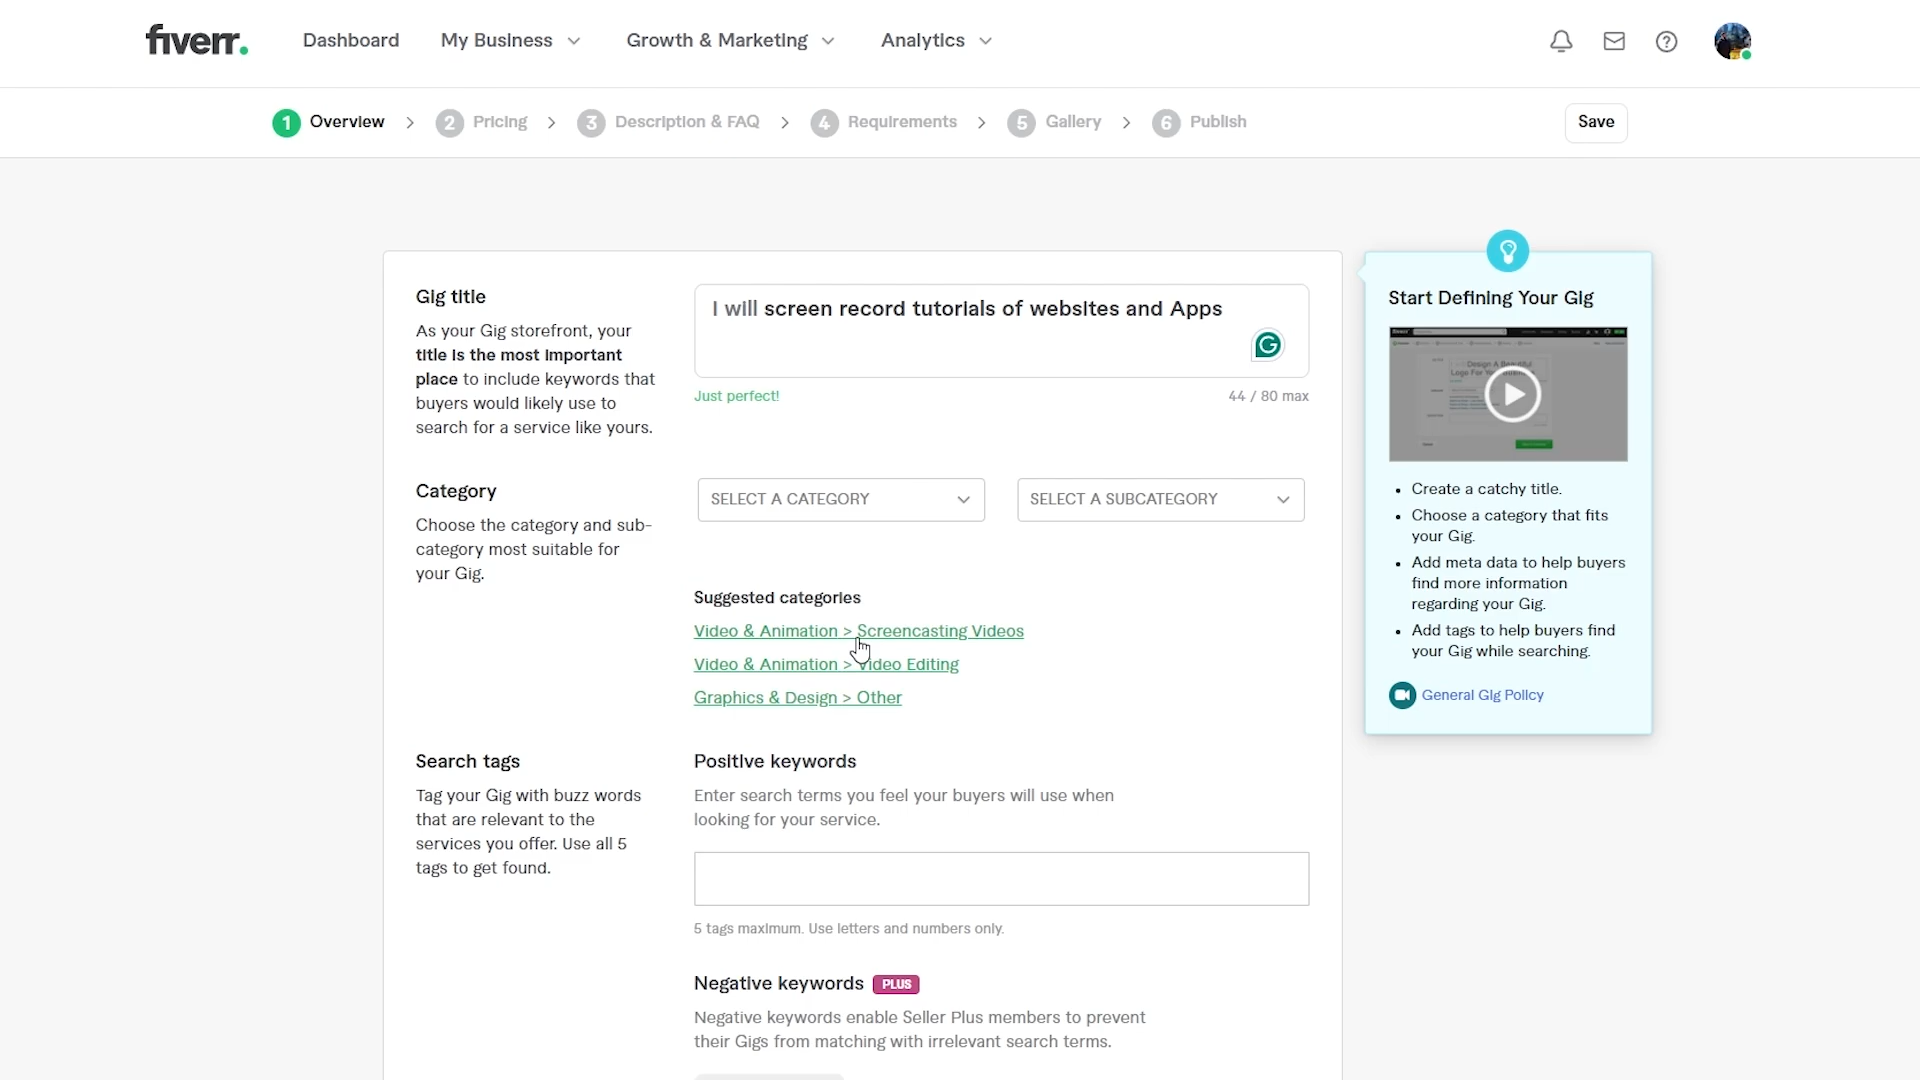 fiverr.
Dashboard
My Business
Growth & Marketing
Analytics
1 Overview
2 Pricing
3 Description & FAQ
4 Requirements
5 Gallery
6 Publish
Save
Gig title
As your Gig storefront, your
title is the most important
place to include keywords that
buyers would likely use to
search for a service like yours.
I will screen record tutorials of websites and Apps
Just perfect!
44 / 80 max
Category
Choose the category and sub-
category most suitable for
your Gig.
SELECT A CATEGORY
SELECT A SUBCATEGORY
Suggested categories
Video & Animation > Screencasting Videos
Video & Animation > Video Editing
Graphics & Design > Other
Search tags
Tag your Gig with buzz words
that are relevant to the
services you offer. Use all 5
tags to get found.
Positive keywords
Enter search terms you feel your buyers will use when
looking for your service.
5 tags maximum. Use letters and numbers only.
Negative keywords PLUS
Negative keywords enable Seller Plus members to prevent
their Gigs from matching with irrelevant search terms.
Start Defining Your Gig
Design A Beautiful
• Create a catchy title.
• Choose a category that fits
your Gig.
• Add meta data to help buyers
find more information
regarding your Gig.
• Add tags to help buyers find
your Gig while searching.
General Gig Policy